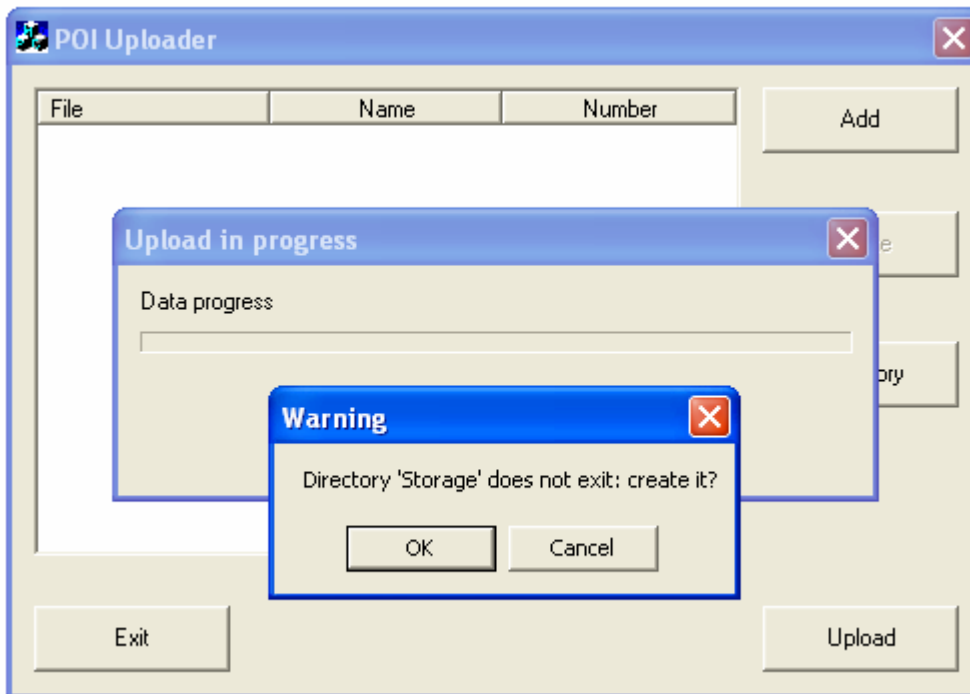 POI Uploader
File Name Number
Add
Upload in progress
Data progress
Warning
Directory 'Storage' does not exit: create it?
OK Cancel
Exit Upload